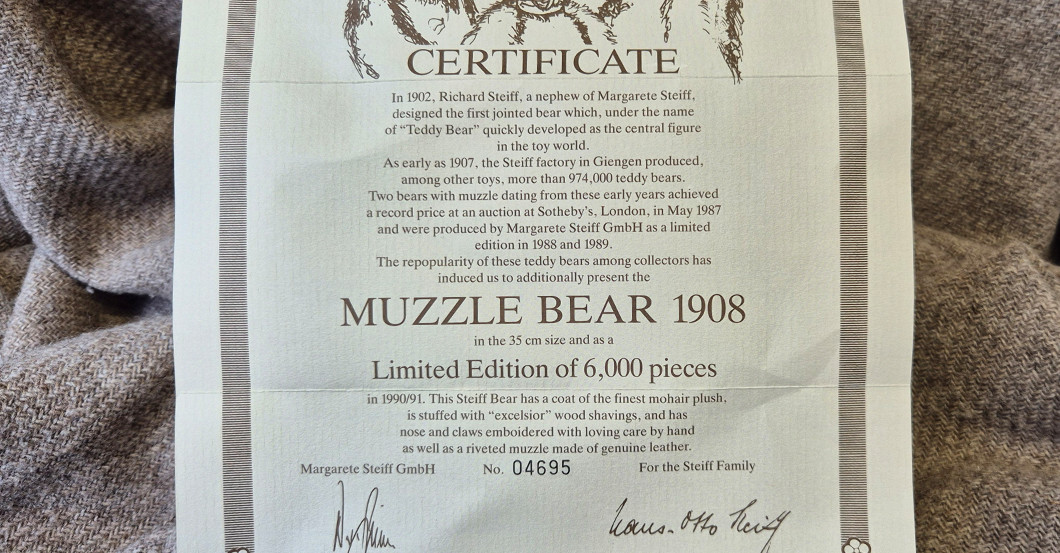 CERTIFICATE
In 1902, Richard Steiff, a nephew of Margarete Steiff,
designed the first jointed bear which, under the name
of “Teddy Bear” quickly developed as the central figure
in the toy world.
As early as 1907, the Steiff factory in Giengen produced,
among other toys, more than 974,000 teddy bears.
Two bears with muzzle dating from these early years achieved
a record price at an auction at Sotheby’s, London, in May 1987
and were produced by Margarete Steiff GmbH as a limited
edition in 1988 and 1989.
The repopularity of these teddy bears among collectors has
induced us to additionally present the
MUZZLE BEAR 1908
in the 35 cm size and as a
Limited Edition of 6,000 pieces
in 1990/91. This Steiff Bear has a coat of the finest mohair plush,
is stuffed with “excelsior” wood shavings, and has
nose and claws emboidered with loving care by hand
as well as a riveted muzzle made of genuine leather.
Margarete Steiff GmbH No. 04695 For the Steiff Family
Hans-Otto Steiff